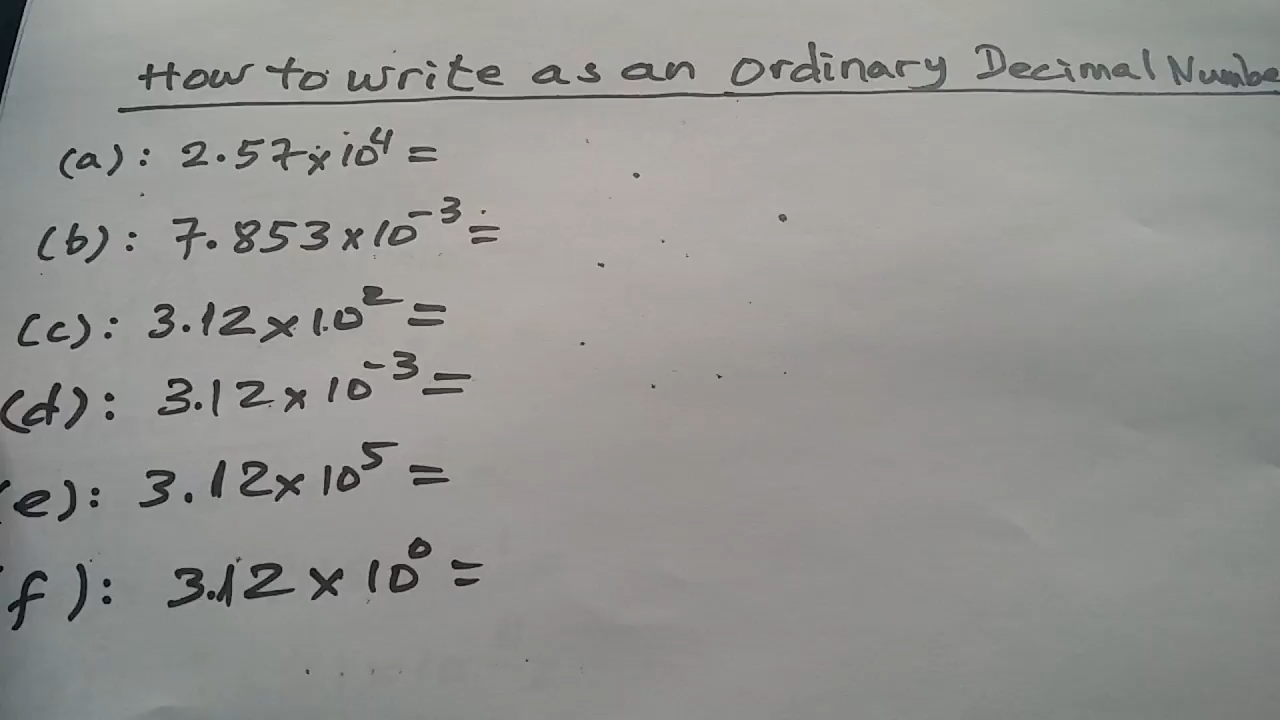 How to write as an ordinary Decimal Numbe
(a): 2.57×10⁴ =
(b): 7.853×10⁻³ =
(c): 3.12×10² =
(d): 3.12×10⁻³ =
(e): 3.12×10⁵ =
(f): 3.12×10⁰ =